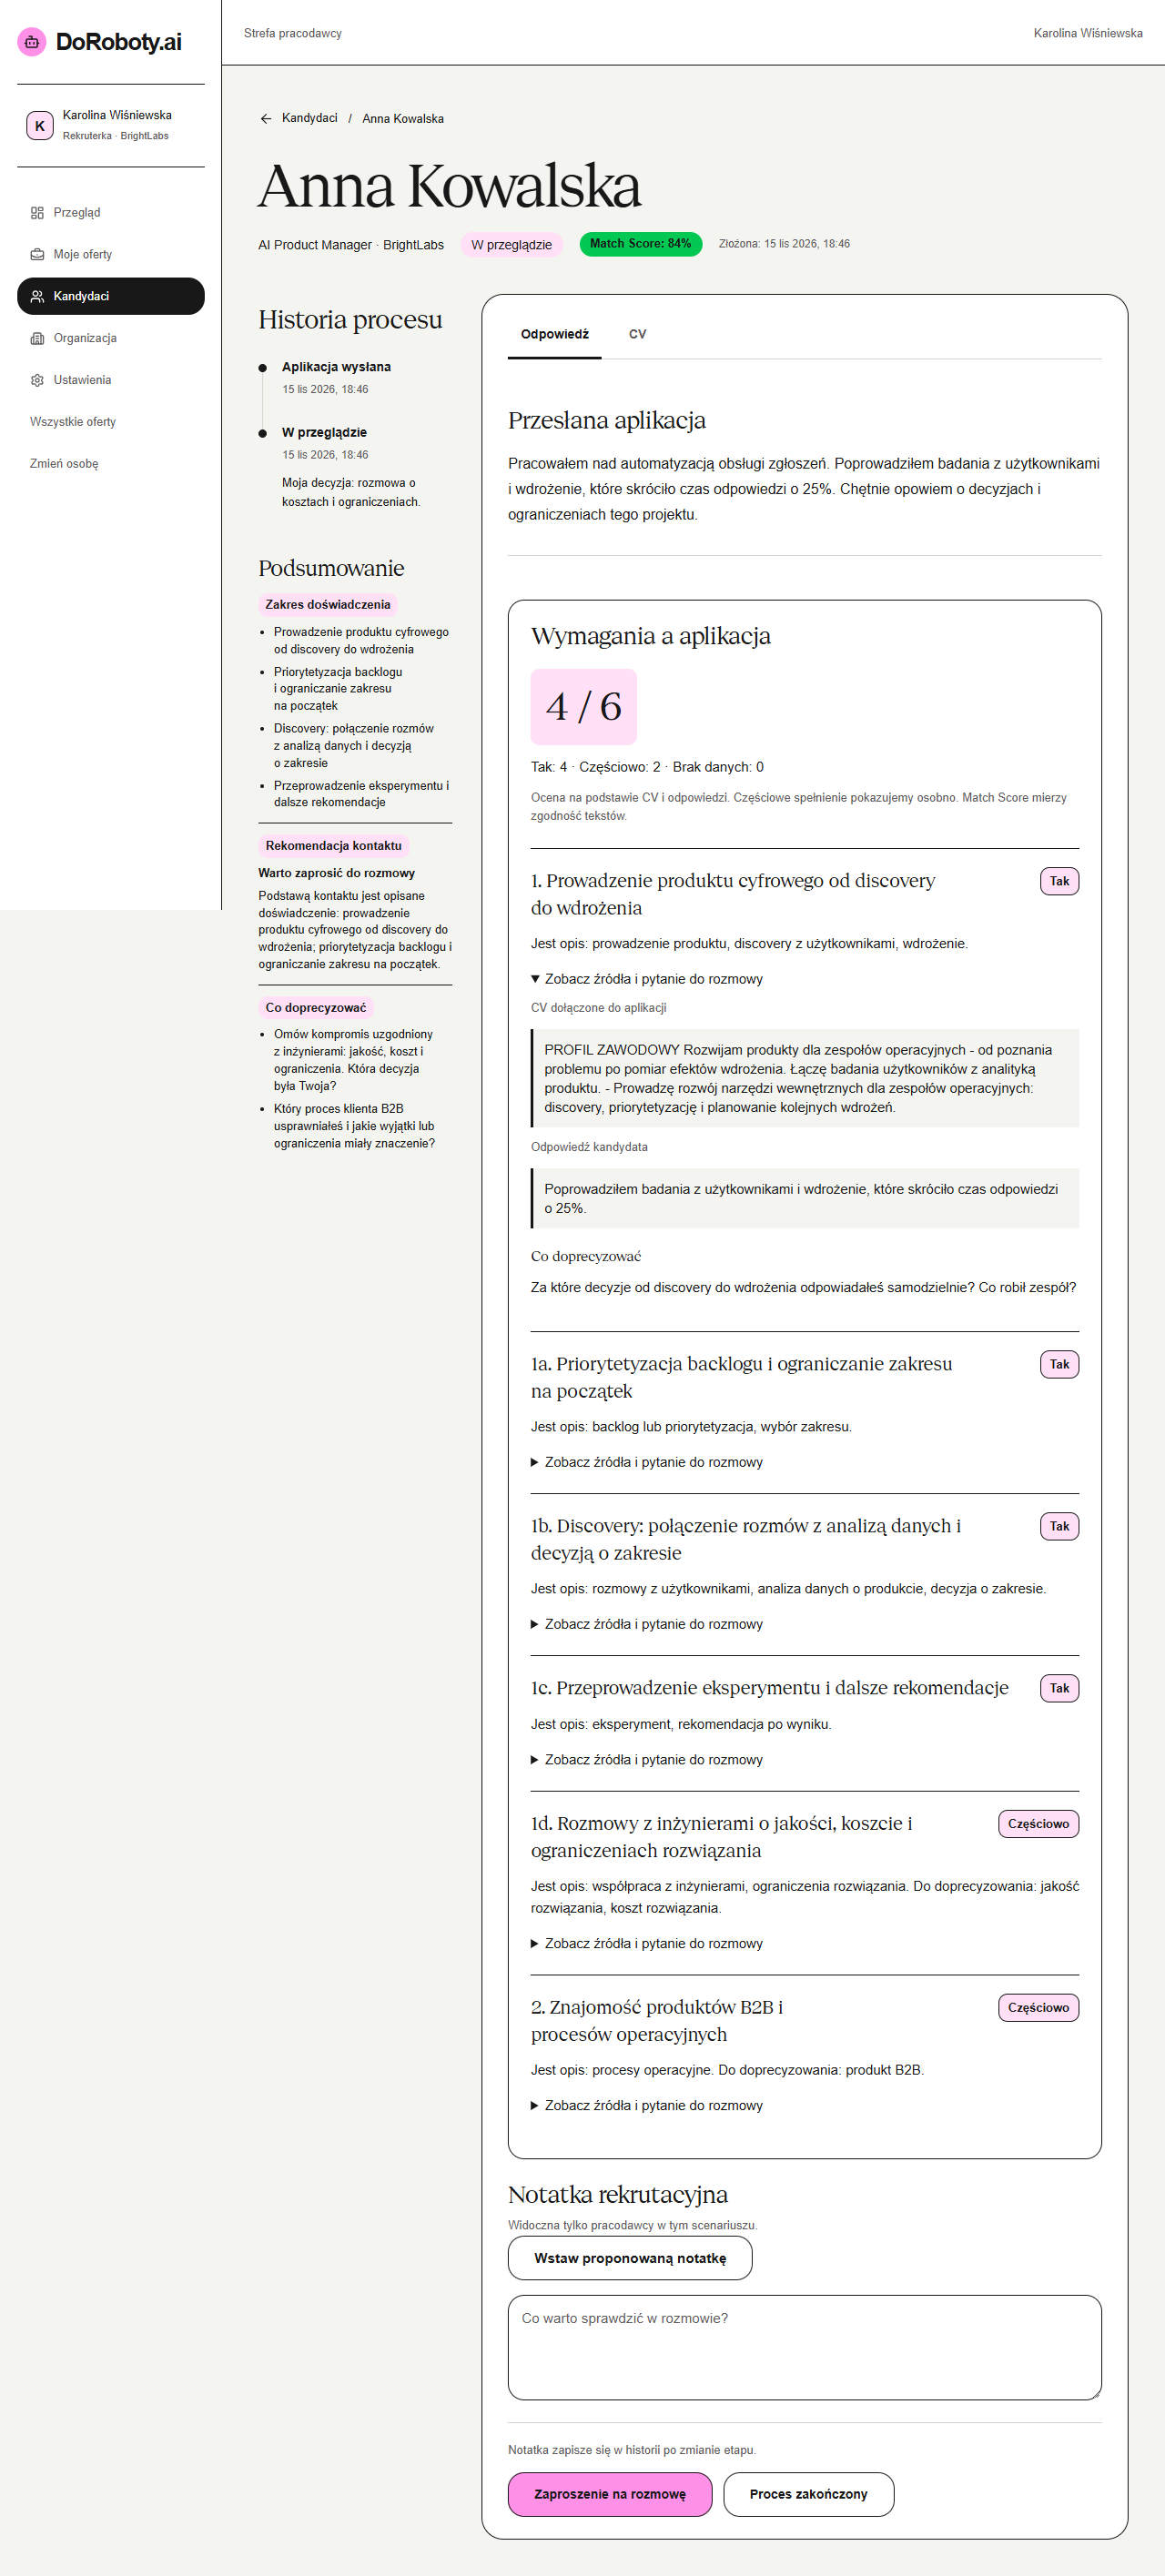 DoRoboty.ai
K
Karolina Wiśniewska
Rekruterka · BrightLabs
Przegląd
Moje oferty
Kandydaci
Organizacja
Ustawienia
Wszystkie oferty
Zmień osobę
Strefa pracodawcy
Karolina Wiśniewska
Kandydaci / Anna Kowalska
Anna Kowalska
AI Product Manager · BrightLabs
W przeglądzie
Match Score: 84%
Złożona: 15 lis 2026, 18:46
Historia procesu
Aplikacja wysłana
15 lis 2026, 18:46
W przeglądzie
15 lis 2026, 18:46
Moja decyzja: rozmowa o
kosztach i ograniczeniach.
Podsumowanie
Zakres doświadczenia
Prowadzenie produktu cyfrowego
od discovery do wdrożenia
Priorytetyzacja backlogu
i ograniczanie zakresu
na początek
Discovery: połączenie rozmów
z analizą danych i decyzją
o zakresie
Przeprowadzenie eksperymentu i
dalsze rekomendacje
Rekomendacja kontaktu
Warto zaprosić do rozmowy
Podstawą kontaktu jest opisane
doświadczenie: prowadzenie
produktu cyfrowego od discovery do
wdrożenia; priorytetyzacja backlogu i
ograniczanie zakresu na początek.
Co doprecyzować
Omów kompromis uzgodniony
z inżynierami: jakość, koszt i
ograniczenia. Która decyzja
była Twoja?
Który proces klienta B2B
usprawniałeś i jakie wyjątki lub
ograniczenia miały znaczenie?
Odpowiedź
CV
Przesłana aplikacja
Pracowałem nad automatyzacją obsługi zgłoszeń. Poprowadziłem badania z użytkownikami
i wdrożenie, które skróciło czas odpowiedzi o 25%. Chętnie opowiem o decyzjach i
ograniczeniach tego projektu.
Wymagania a aplikacja
4 / 6
Tak: 4 · Częściowo: 2 · Brak danych: 0
Ocena na podstawie CV i odpowiedzi. Częściowe spełnienie pokazujemy osobno. Match Score mierzy
zgodność tekstów.
1. Prowadzenie produktu cyfrowego od discovery
do wdrożenia
Tak
Jest opis: prowadzenie produktu, discovery z użytkownikami, wdrożenie.
Zobacz źródła i pytanie do rozmowy
CV dołączone do aplikacji
PROFIL ZAWODOWY Rozwijam produkty dla zespołów operacyjnych - od poznania
problemu po pomiar efektów wdrożenia. Łączę badania użytkowników z analityką
produktu. - Prowadzę rozwój narzędzi wewnętrznych dla zespołów operacyjnych:
discovery, priorytetyzację i planowanie kolejnych wdrożeń.
Odpowiedź kandydata
Poprowadziłem badania z użytkownikami i wdrożenie, które skróciło czas odpowiedzi
o 25%.
Co doprecyzować
Za które decyzje od discovery do wdrożenia odpowiadałeś samodzielnie? Co robił zespół?
1a. Priorytetyzacja backlogu i ograniczanie zakresu
na początek
Tak
Jest opis: backlog lub priorytetyzacja, wybór zakresu.
Zobacz źródła i pytanie do rozmowy
1b. Discovery: połączenie rozmów z analizą danych i
decyzją o zakresie
Tak
Jest opis: rozmowy z użytkownikami, analiza danych o produkcie, decyzja o zakresie.
Zobacz źródła i pytanie do rozmowy
1c. Przeprowadzenie eksperymentu i dalsze rekomendacje
Tak
Jest opis: eksperyment, rekomendacja po wyniku.
Zobacz źródła i pytanie do rozmowy
1d. Rozmowy z inżynierami o jakości, koszcie i
ograniczeniach rozwiązania
Częściowo
Jest opis: współpraca z inżynierami, ograniczenia rozwiązania. Do doprecyzowania: jakość
rozwiązania, koszt rozwiązania.
Zobacz źródła i pytanie do rozmowy
2. Znajomość produktów B2B i
procesów operacyjnych
Częściowo
Jest opis: procesy operacyjne. Do doprecyzowania: produkt B2B.
Zobacz źródła i pytanie do rozmowy
Notatka rekrutacyjna
Widoczna tylko pracodawcy w tym scenariuszu.
Wstaw proponowaną notatkę
Co warto sprawdzić w rozmowie?
Notatka zapisze się w historii po zmianie etapu.
Zaproszenie na rozmowę
Proces zakończony